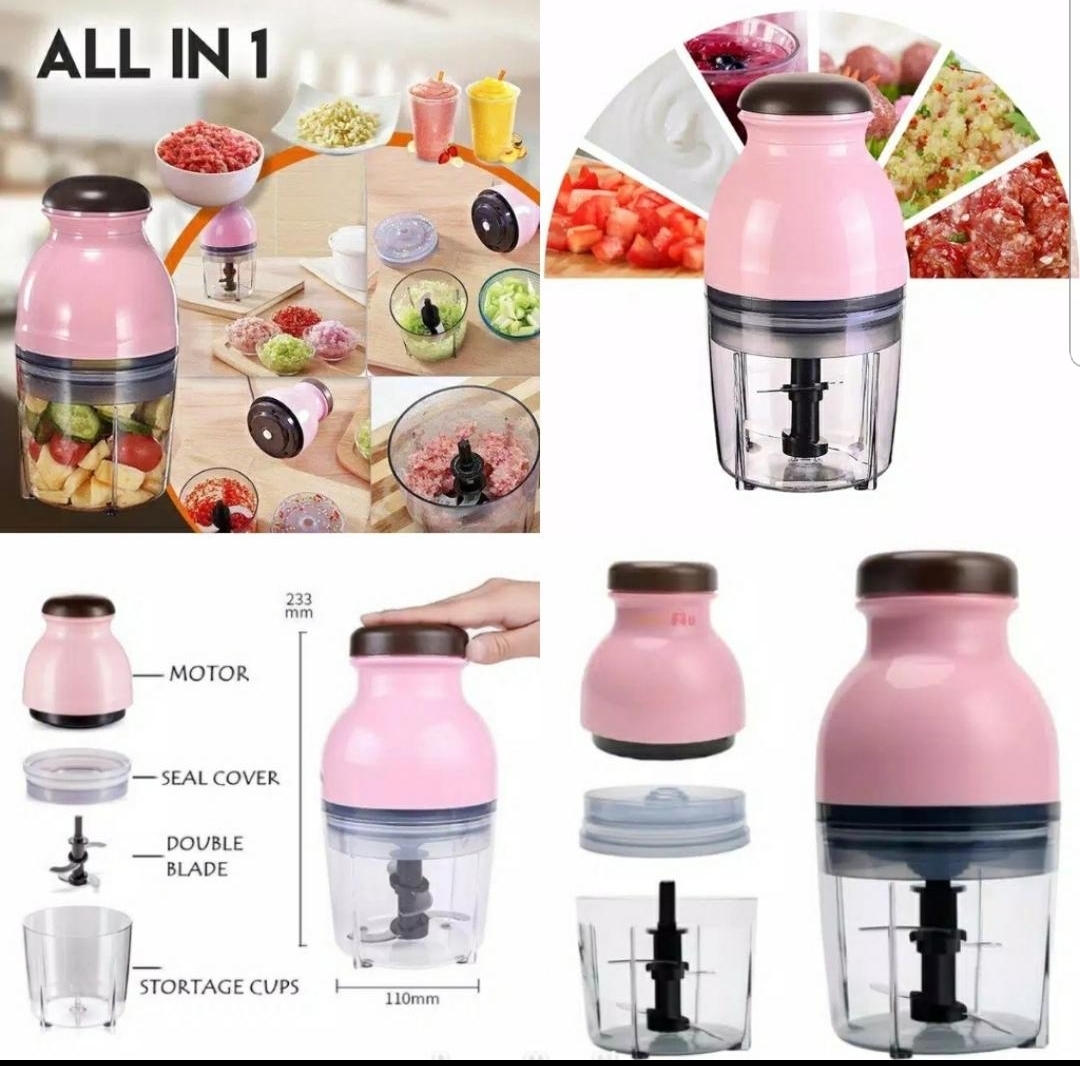 ALL IN 1
MOTOR
SEAL COVER
DOUBLE
BLADE
STORTAGE CUPS
233
mm
110mm